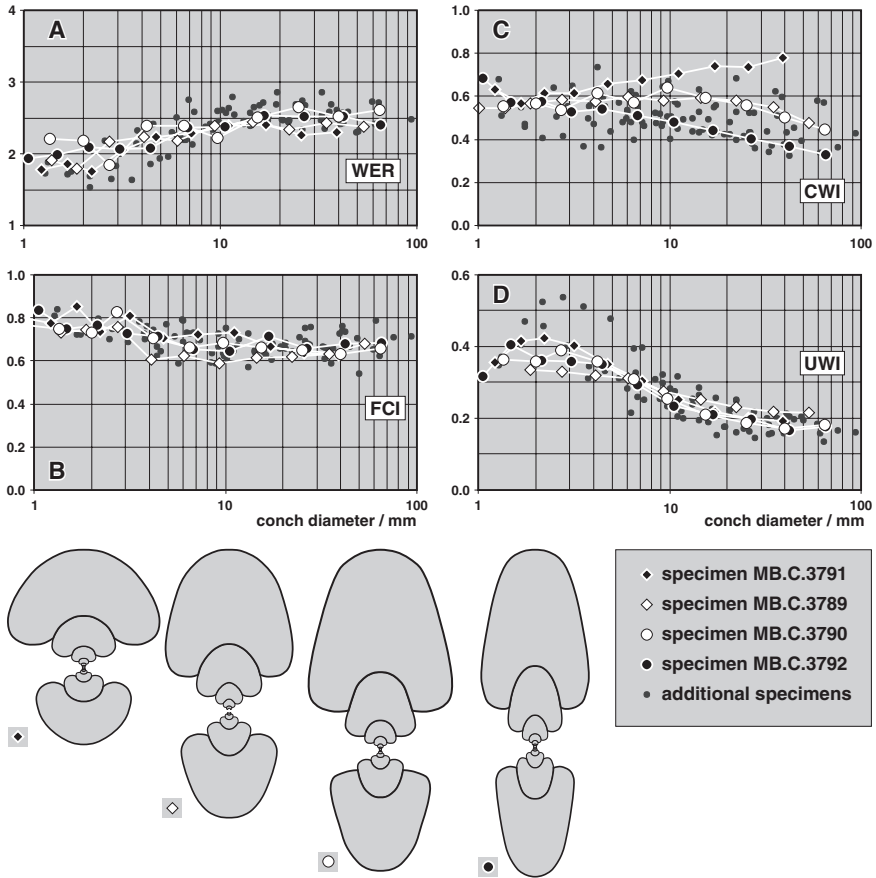 4
3
2
1
A
WER
1
10
100
1.0
0.8
0.6
0.4
0.2
0.0
C
CWI
1
10
100
1.0
0.8
0.6
0.4
0.2
0.0
B
FCI
1
10
100
conch diameter / mm
0.6
0.4
0.2
0.0
D
UWI
1
10
100
conch diameter / mm
specimen MB.C.3791
specimen MB.C.3789
specimen MB.C.3790
specimen MB.C.3792
additional specimens